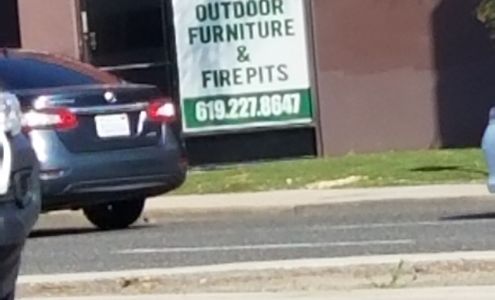 OUTDOOR
FURNITURE
&
FIREPITS
619.227.8647